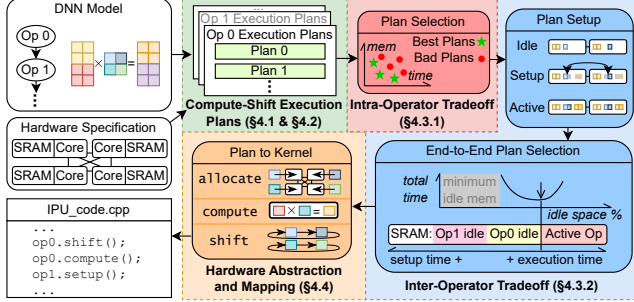 DNN Model
Op 0
Op 1
Hardware Specification
SRAM Core Core SRAM
SRAM Core Core SRAM
...
Op 1 Execution Plans
Op 0 Execution Plans
Plan 0
Plan 1
...
Compute-Shift Execution
Plans (§4.1 & §4.2)
Plan Selection
mem
Best Plans
Bad Plans
time
Intra-Operator Tradeoff
(§4.3.1)
Plan Setup
Idle
Setup
Active
End-to-End Plan Selection
total
time
minimum
idle mem
idle space %
SRAM: Op1 idle Op0 idle Active Op
setup time + + execution time
Inter-Operator Tradeoff (§4.3.2)
Plan to Kernel
allocate
compute
shift
Hardware Abstraction
and Mapping (§4.4)
IPU_code.cpp
...
op0.shift();
op0.compute();
op1.setup();
...